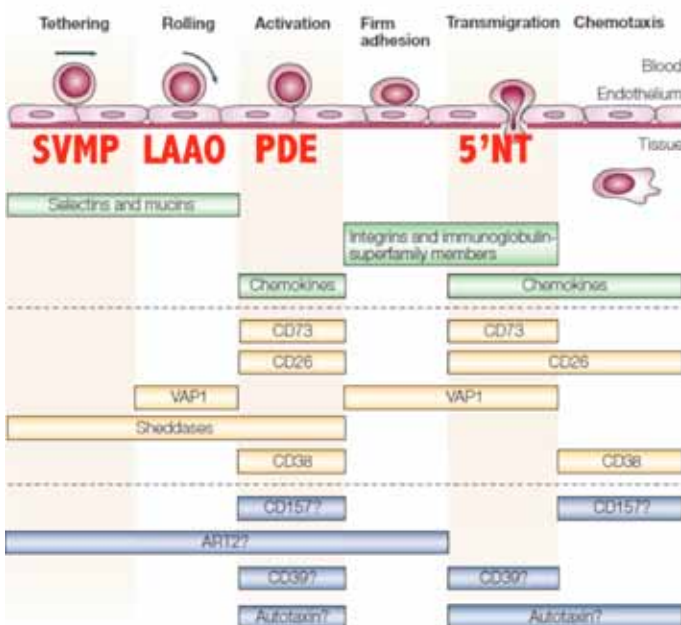 Tethering Rolling Activation Firm adhesion Transmigration Chemotaxis
Blood
Endothelium
SVMP LAAO PDE 5'NT Tissue
Selectins and mucins
Integrins and immunoglobulin-
superfamily members
Chemokines Chemokines
CD73 CD73
CD26 CD26
VAP1 VAP1
Sheddases
CD38 CD38
CD157? CD157?
ART2?
CD39? CD39?
Autotaxin? Autotaxin?